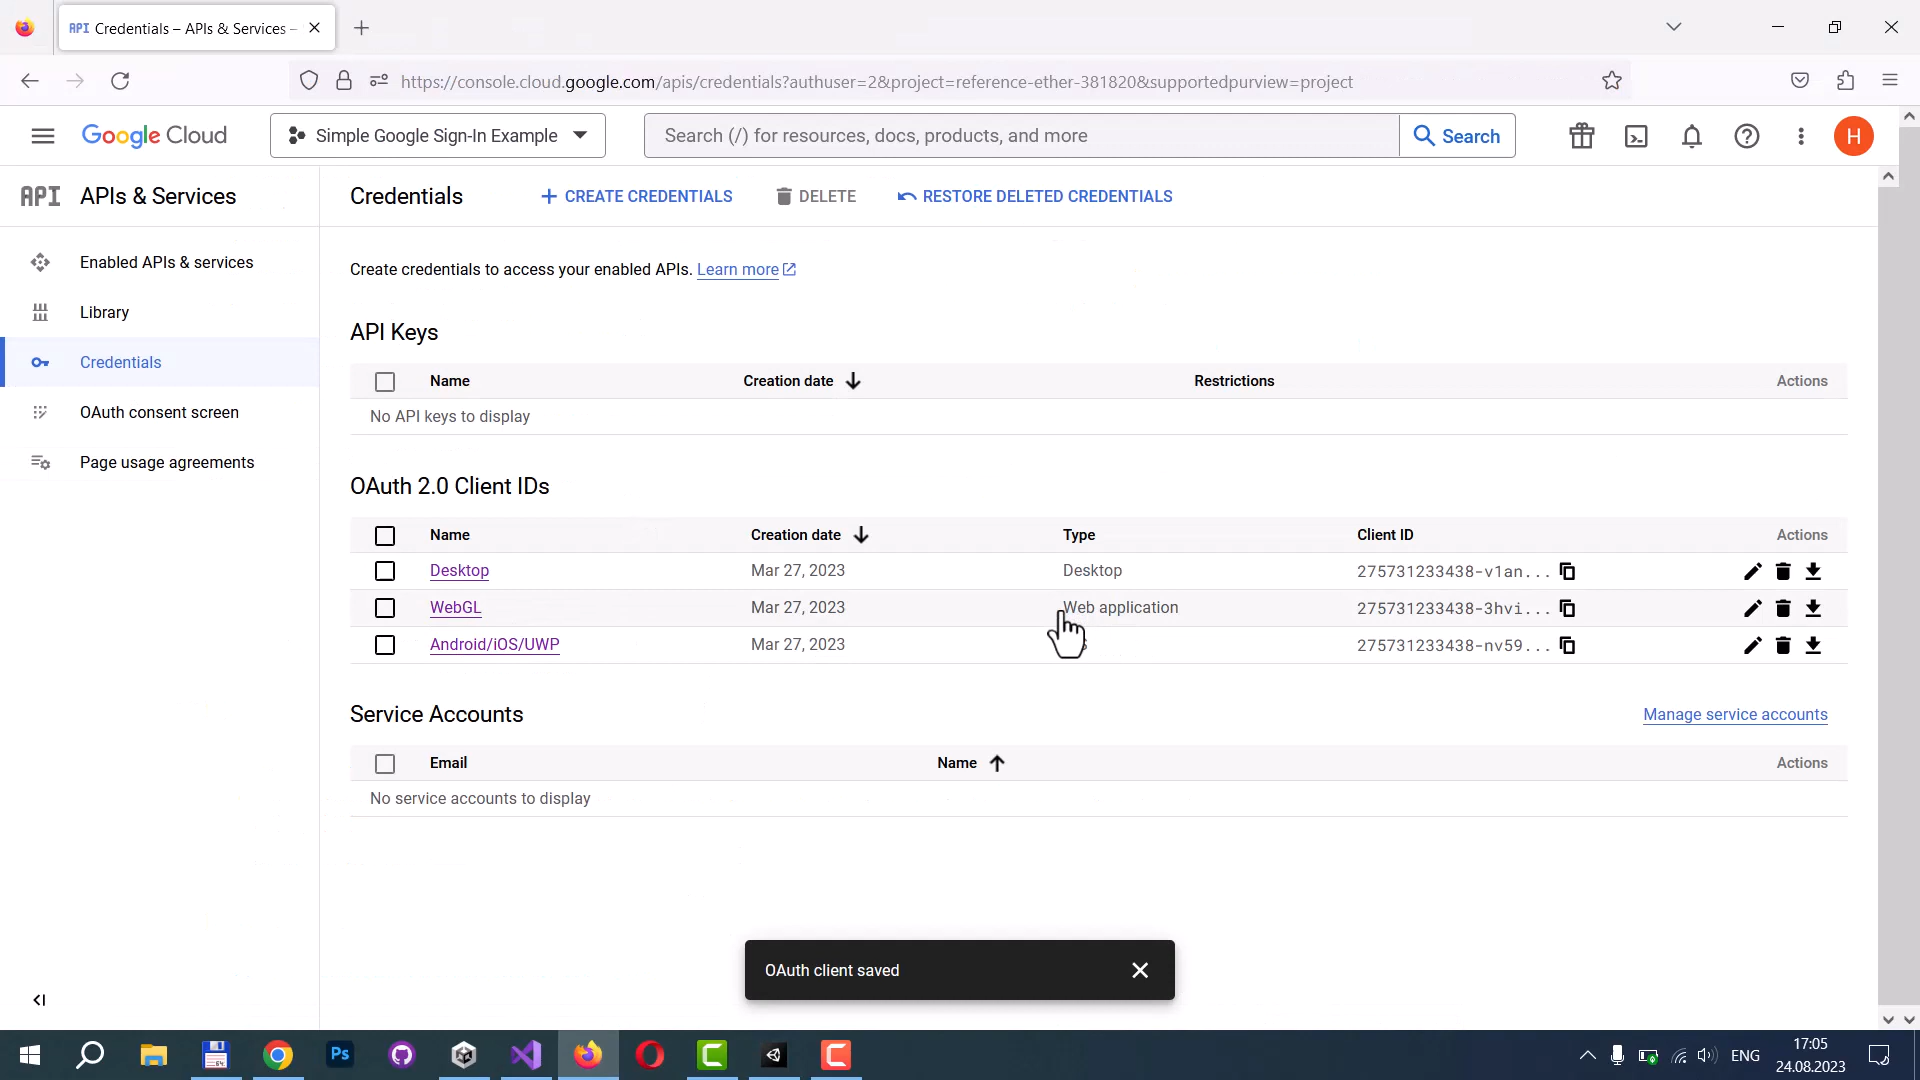 API Credentials – APIs & Services –
https://console.cloud.google.com/apis/credentials?authuser=2&project=reference-ether-381820&supportedpurview=project
Google Cloud
Simple Google Sign-In Example
Search (/) for resources, docs, products, and more
Search
H
API APIs & Services
Credentials
CREATE CREDENTIALS
DELETE
RESTORE DELETED CREDENTIALS
Enabled APIs & services
Library
Credentials
OAuth consent screen
Page usage agreements
Create credentials to access your enabled APIs. Learn more
API Keys
Name Creation date Restrictions Actions
No API keys to display
OAuth 2.0 Client IDs
Name Creation date Type Client ID Actions
Desktop Mar 27, 2023 Desktop 275731233438-v1an...
WebGL Mar 27, 2023 Web application 275731233438-3hvi...
Android/iOS/UWP Mar 27, 2023 275731233438-nv59...
Service Accounts
Manage service accounts
Email Name Actions
No service accounts to display
OAuth client saved
64
Ps
ENG
17:05
24.08.2023